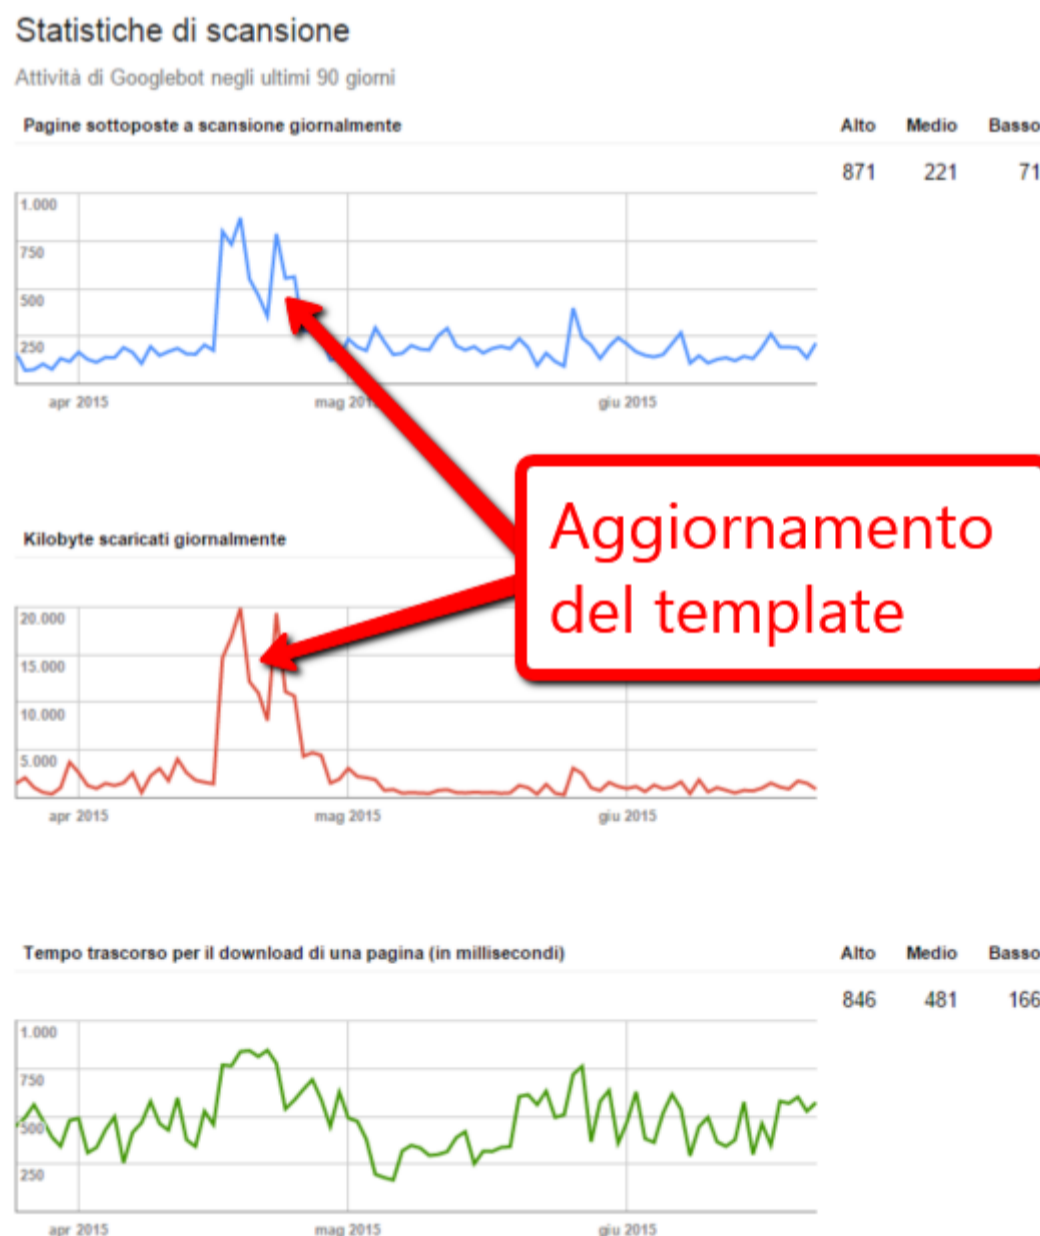 Statistiche di scansione
Attività di Googlebot negli ultimi 90 giorni
Pagine sottoposte a scansione giornalmente Alto Medio Basso
871 221 71
1.000
750
500
250
apr 2015 mag 2015 giu 2015
Aggiornamento
del template
Kilobyte scaricati giornalmente
20.000
15.000
10.000
5.000
apr 2015 mag 2015 giu 2015
Tempo trascorso per il download di una pagina (in millisecondi) Alto Medio Basso
846 481 166
1.000
750
500
250
apr 2015 mag 2015 giu 2015